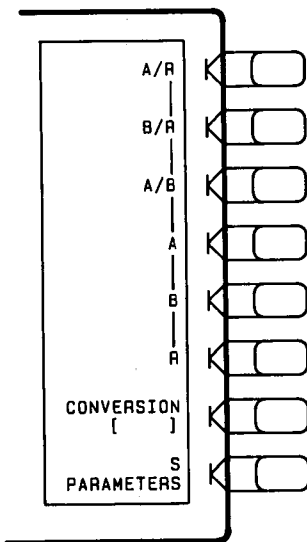 A/R
B/R
A/B
A
B
R
CONVERSION
[ ]
S
PARAMETERS